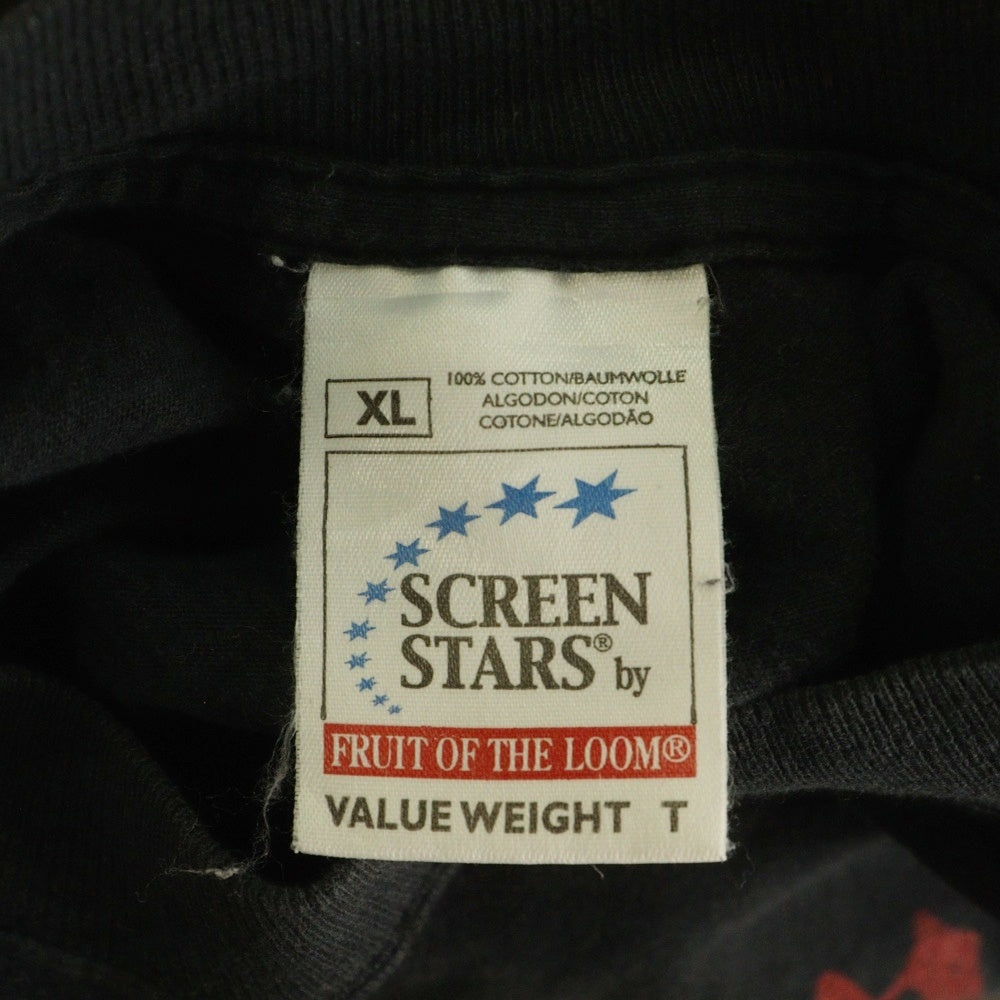 XL
100% COTTON/BAUMWOLLE
ALGODON/COTON
COTONE/ALGODÃO
SCREEN
STARS® by
FRUIT OF THE LOOM®
VALUE WEIGHT T